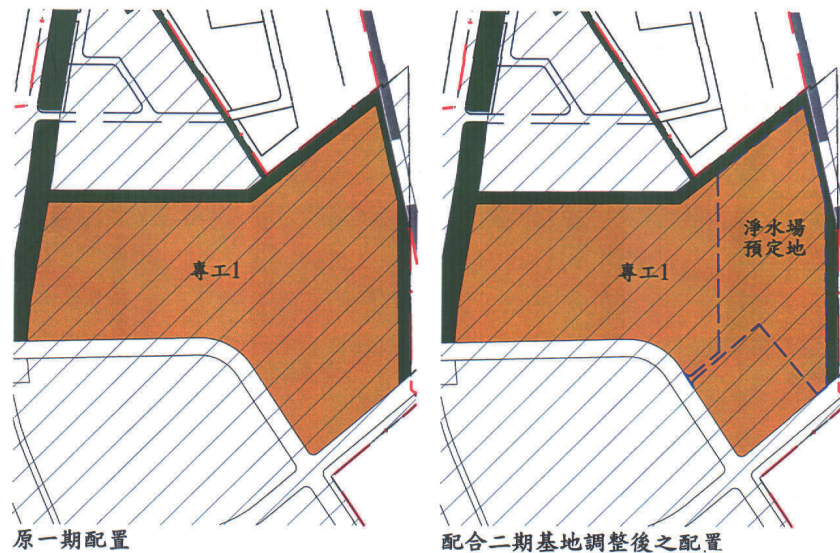 專工1
原一期配置
淨水場
預定地
專工1
配合二期基地調整後之配置